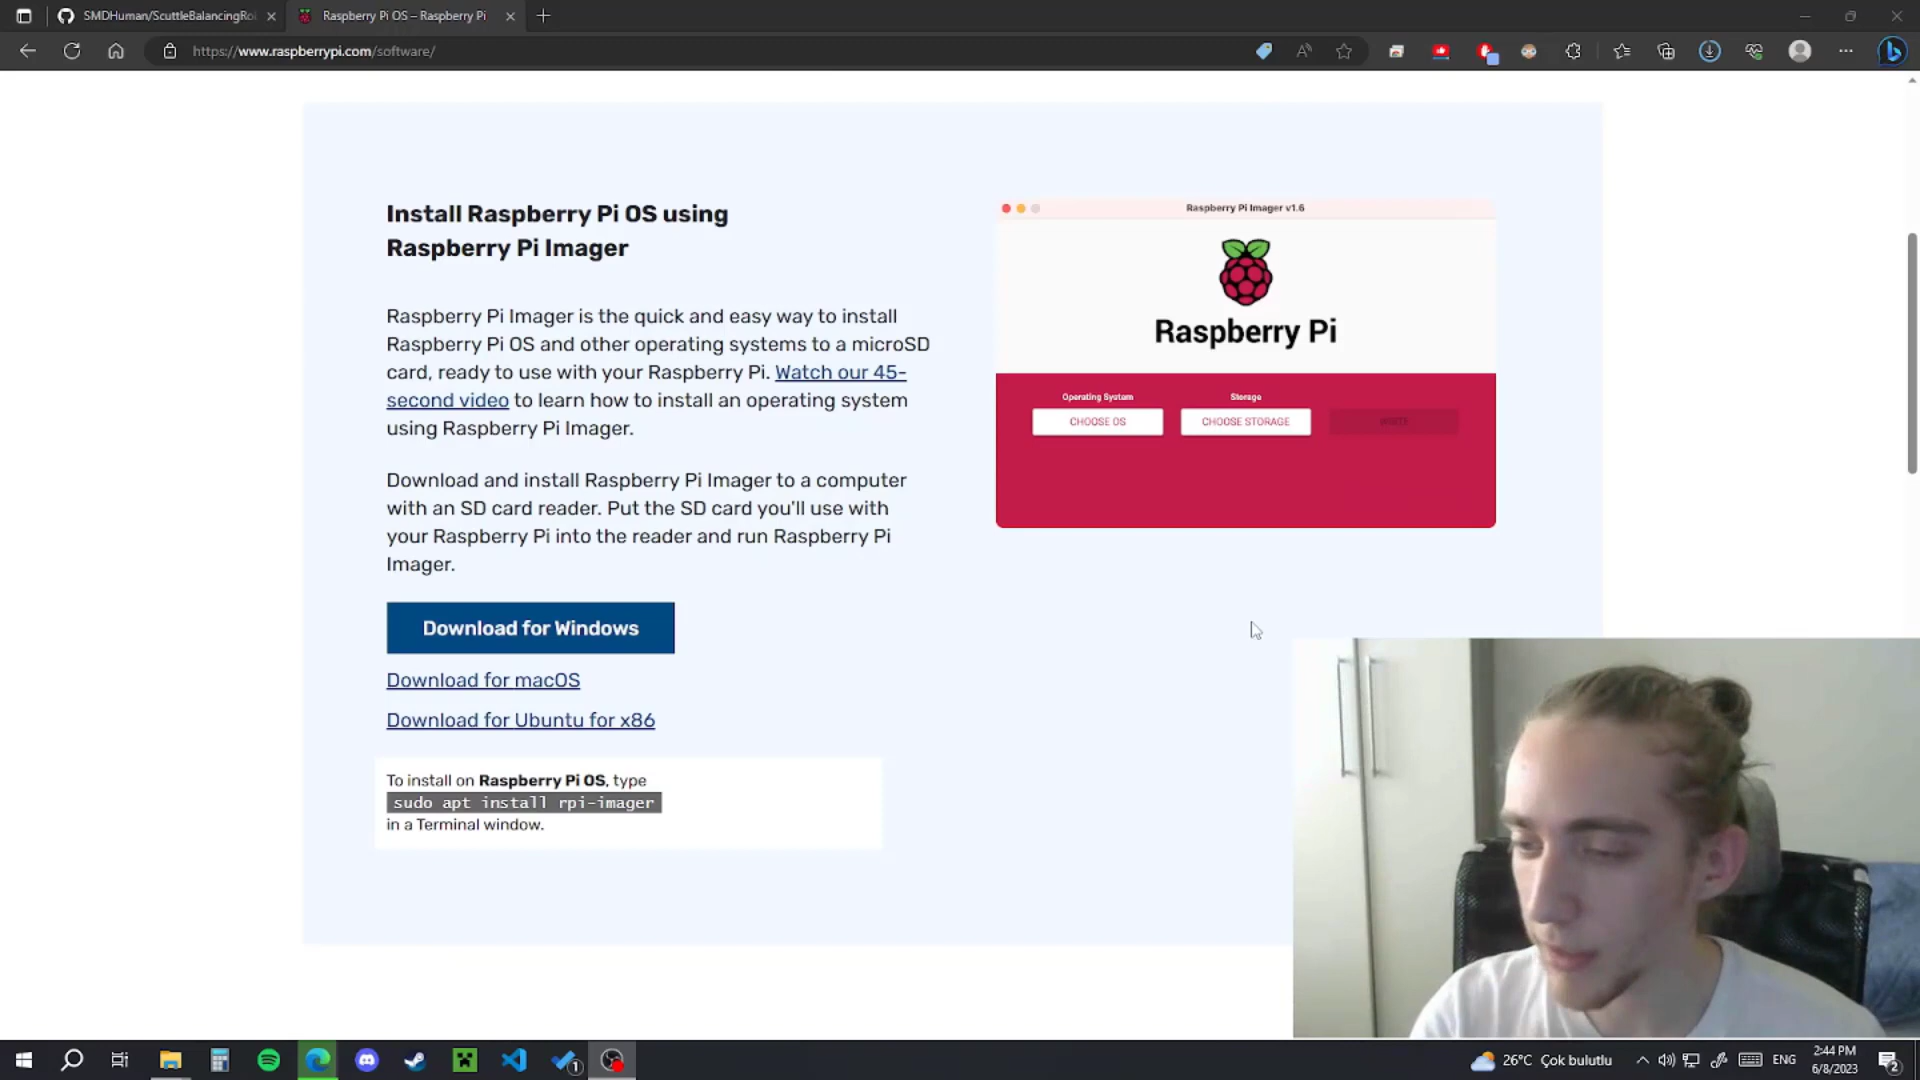 SMDHuman/ScuttleBalancingRo
Raspberry Pi OS – Raspberry Pi
https://www.raspberrypi.com/software/
Install Raspberry Pi OS using
Raspberry Pi Imager
Raspberry Pi Imager is the quick and easy way to install
Raspberry Pi OS and other operating systems to a microSD
card, ready to use with your Raspberry Pi. Watch our 45-
second video to learn how to install an operating system
using Raspberry Pi Imager.
Download and install Raspberry Pi Imager to a computer
with an SD card reader. Put the SD card you'll use with
your Raspberry Pi into the reader and run Raspberry Pi
Imager.
Download for Windows
Download for macOS
Download for Ubuntu for x86
To install on Raspberry Pi OS, type
sudo apt install rpi-imager
in a Terminal window.
Raspberry Pi Imager v1.6
Raspberry Pi
Operating System
Storage
CHOOSE OS
CHOOSE STORAGE
WRITE
1
26°C Çok bulutlu
ENG
2:44 PM
6/8/2023
2